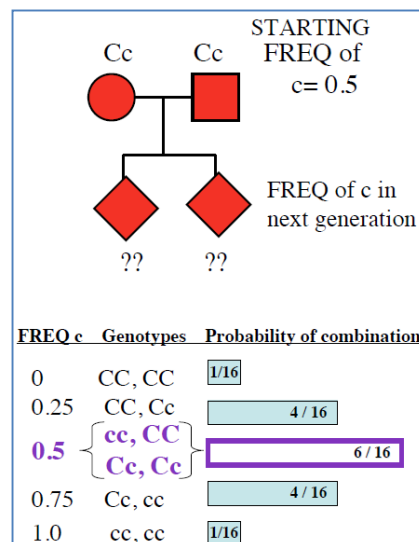 STARTING
Cc Cc FREQ of
c= 0.5
FREQ of c in
next generation
?? ??
FREQ c Genotypes Probability of combination
0 CC, CC 1/16
0.25 CC, Cc 4 / 16
cc, CC
0.5 6 / 16
Cc, Cc
0.75 Cc, cc 4 / 16
1.0 cc, cc 1/16